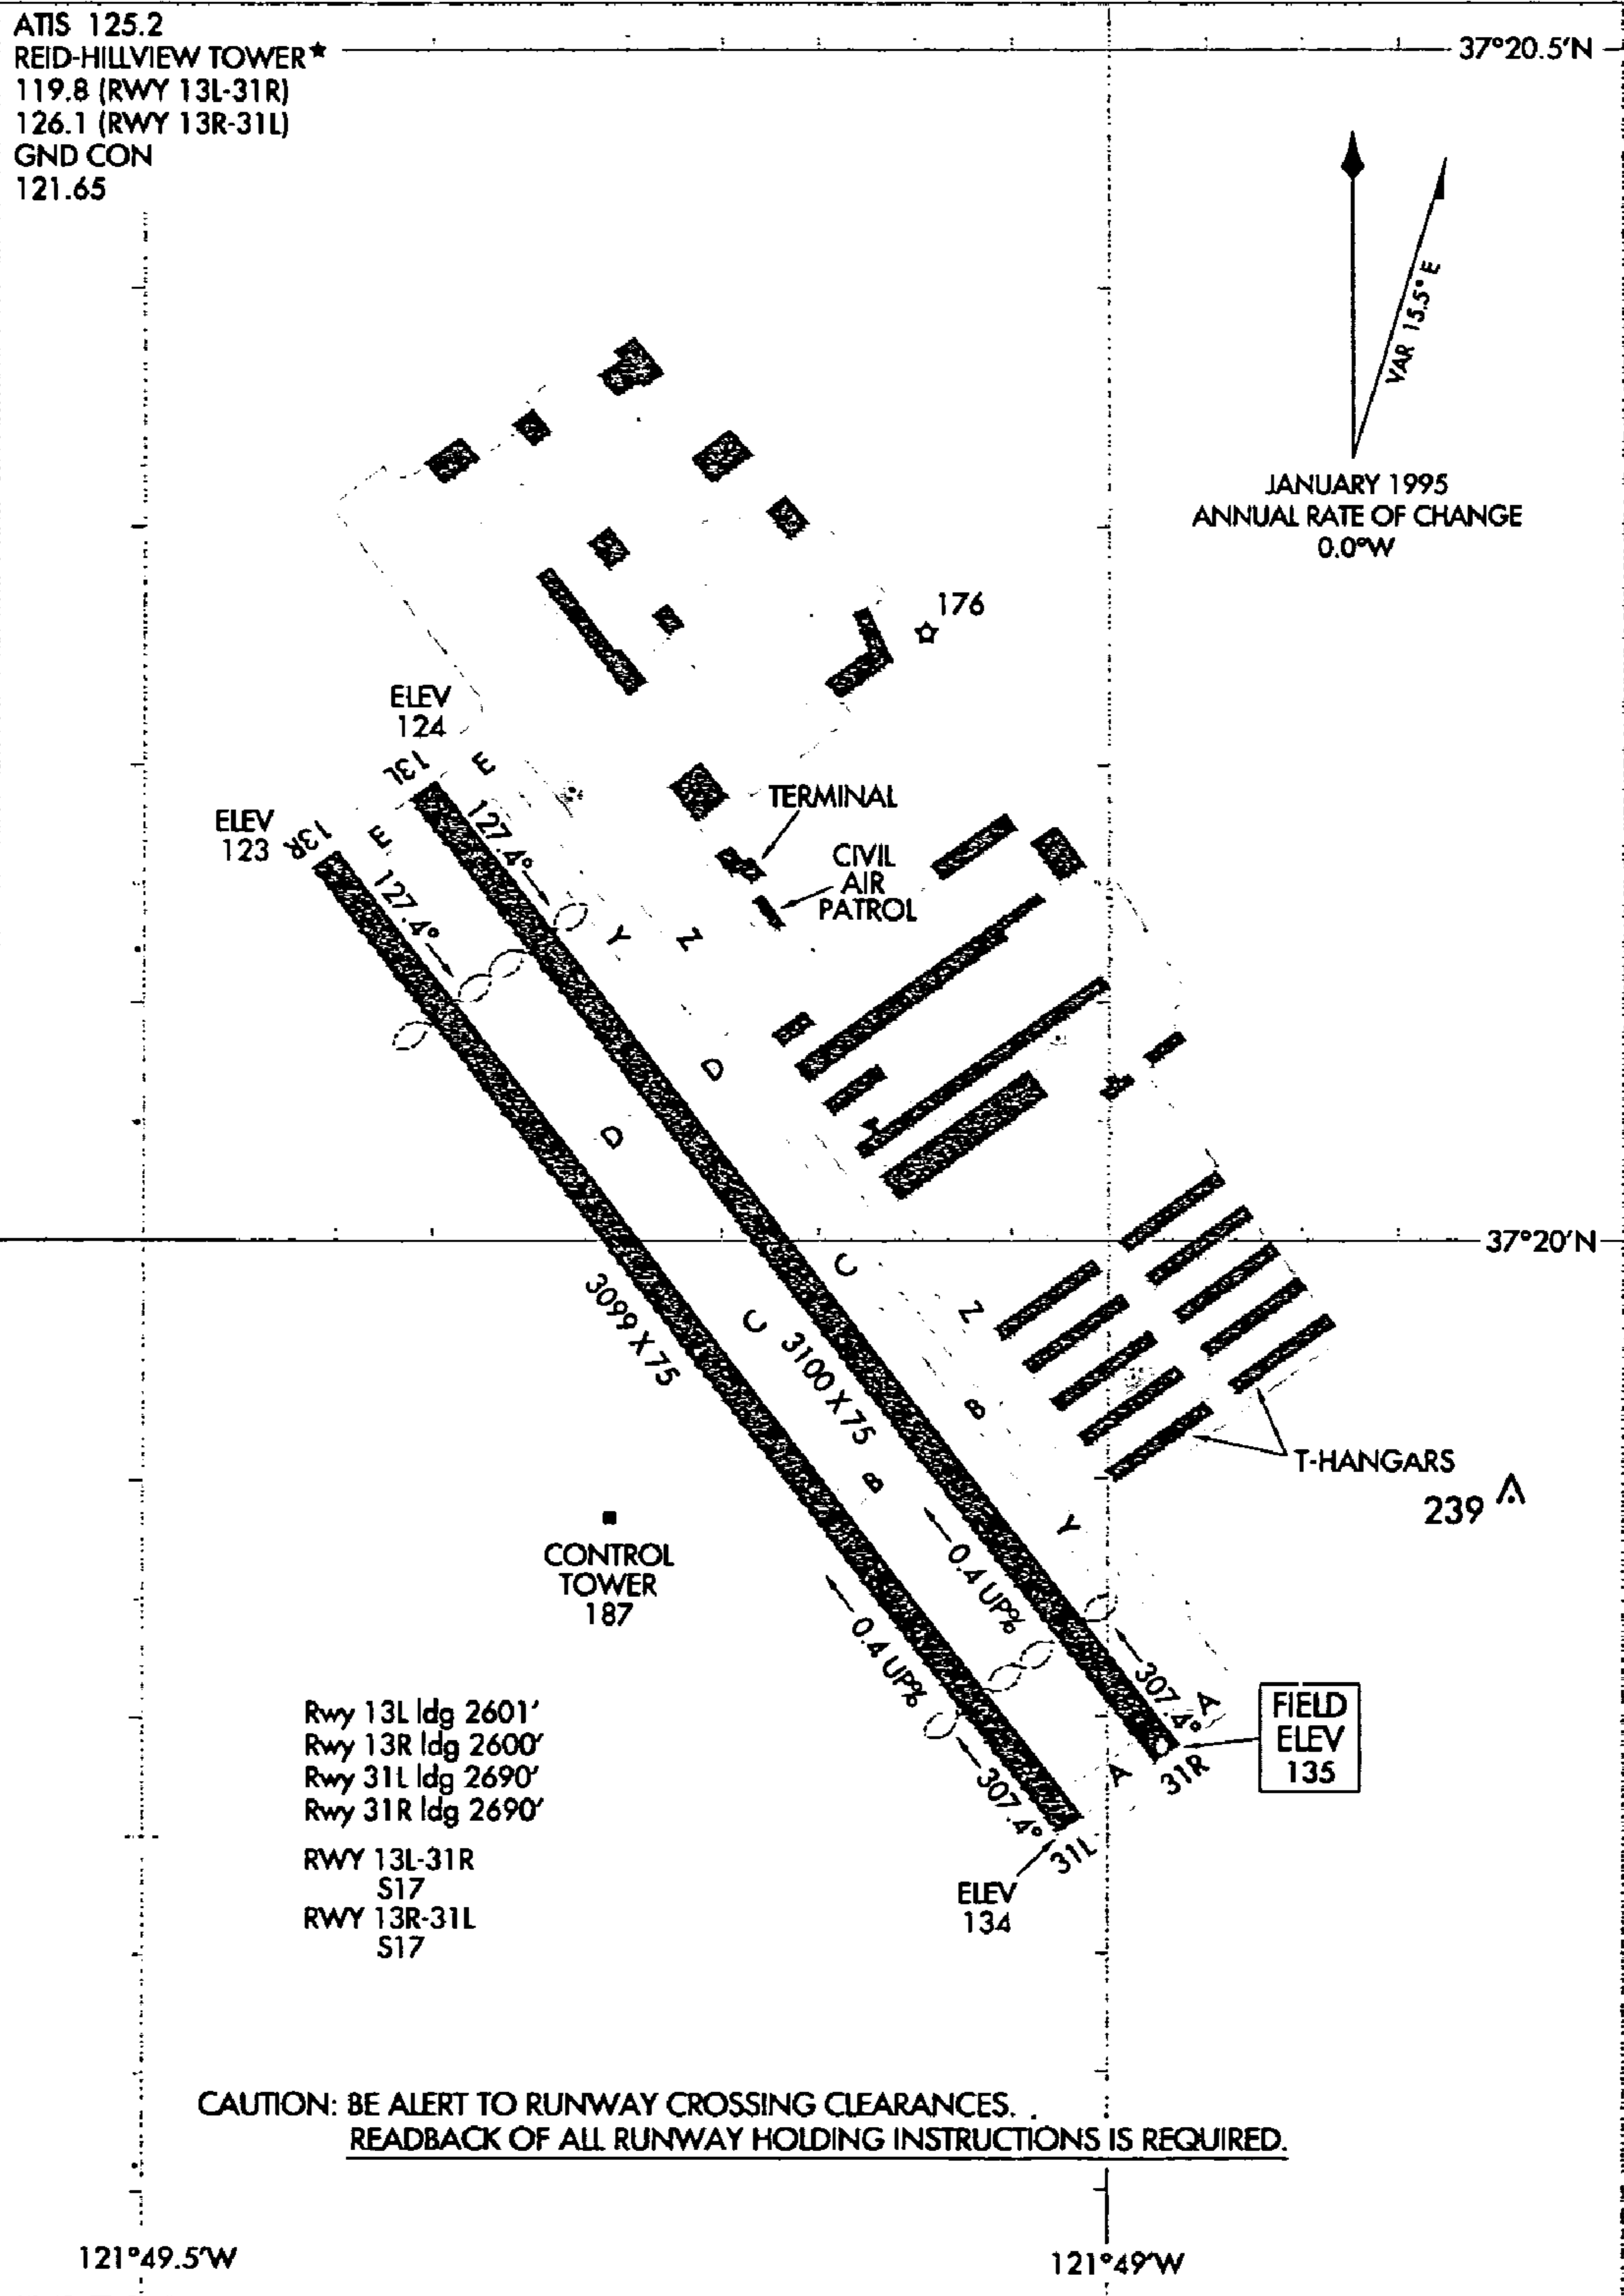 ATIS 125.2
REID-HILLVIEW TOWER★
119.8 (RWY 13L-31R)
126.1 (RWY 13R-31L)
GND CON
121.65
37°20.5'N
VAR 15.5° E
JANUARY 1995
ANNUAL RATE OF CHANGE
0.0°W
176
ELEV
124
13L
E
127.4°
ELEV
123
13R
E
127.4°
TERMINAL
CIVIL
AIR
PATROL
Y
Z
D
D
37°20'N
C
C
Z
3099 X 75
3100 X 75
B
B
Y
T-HANGARS
239
CONTROL
TOWER
187
0.4 UP%
0.4 UP%
307.4°
A
307.4°
A
31R
31L
FIELD
ELEV
135
ELEV
134
Rwy 13L ldg 2601'
Rwy 13R ldg 2600'
Rwy 31L ldg 2690'
Rwy 31R ldg 2690'
RWY 13L-31R
S17
RWY 13R-31L
S17
CAUTION: BE ALERT TO RUNWAY CROSSING CLEARANCES.
READBACK OF ALL RUNWAY HOLDING INSTRUCTIONS IS REQUIRED.
121°49.5'W
121°49'W